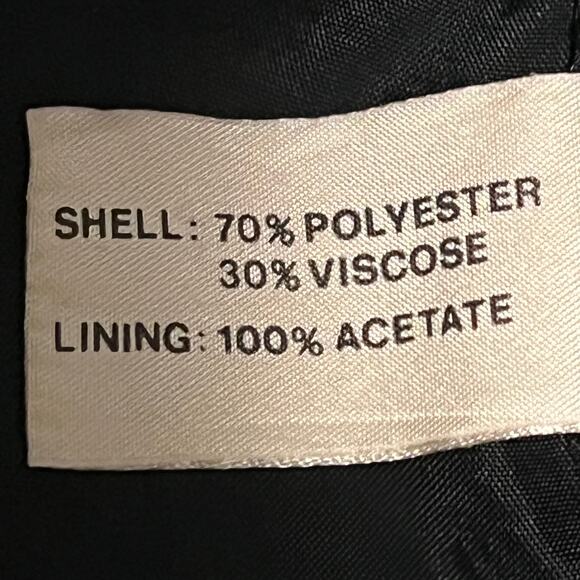 SHELL: 70% POLYESTER
30% VISCOSE
LINING: 100% ACETATE